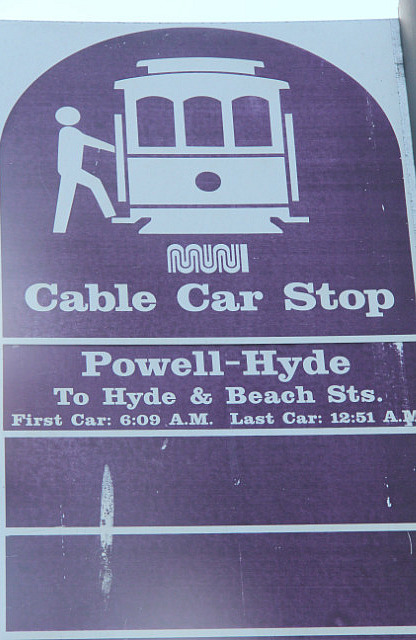 MUNI
Cable Car Stop
Powell-Hyde
To Hyde & Beach Sts.
First Car: 6:09 A.M. Last Car: 12:51 A.M